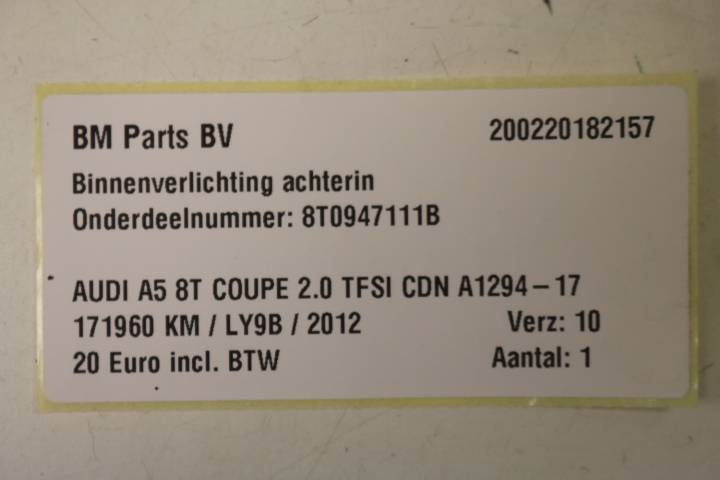 BM Parts BV 200220182157
Binnenverlichting achterin
Onderdeelnummer: 8T0947111B
AUDI A5 8T COUPE 2.0 TFSI CDN A1294-17
171960 KM / LY9B / 2012 Verz: 10
20 Euro incl. BTW Aantal: 1